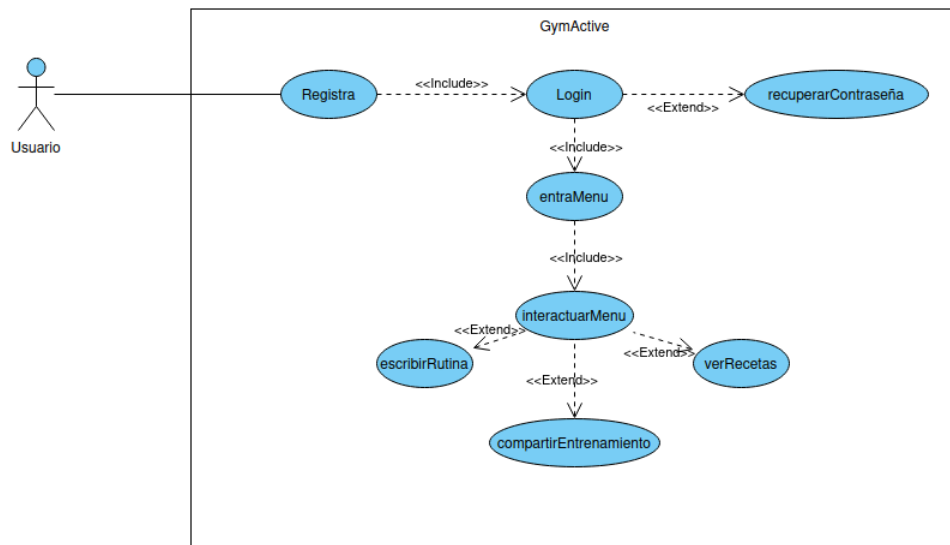 GymActive
Usuario
Registra
<<Include>>
Login
<<Extend>>
recuperarContraseña
<<Include>>
entraMenu
<<Include>>
interactuarMenu
<<Extend>>
escribirRutina
<<Extend>>
verRecetas
<<Extend>>
compartirEntrenamiento